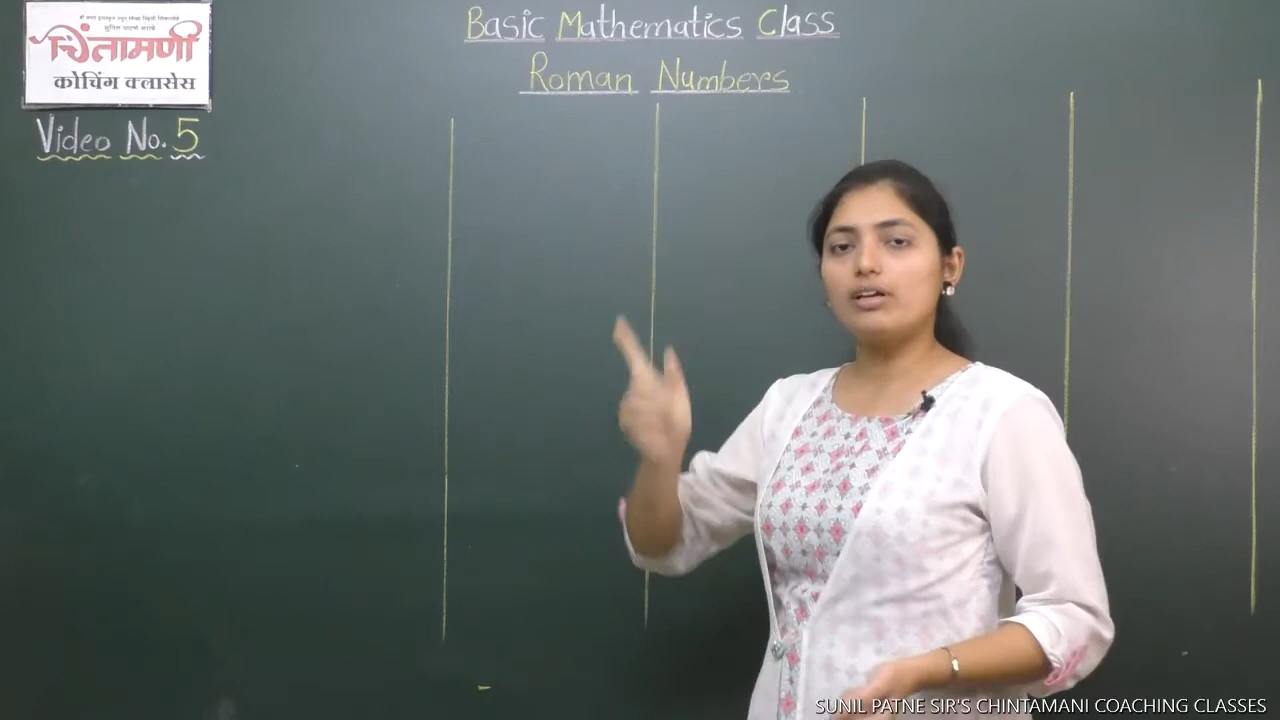 Basic Mathematics Class
Roman Numbers
चिंतामणी
कोचिंग क्लासेस
Video No. 5
SUNIL PATNE SIR'S CHINTAMANI COACHING CLASSES